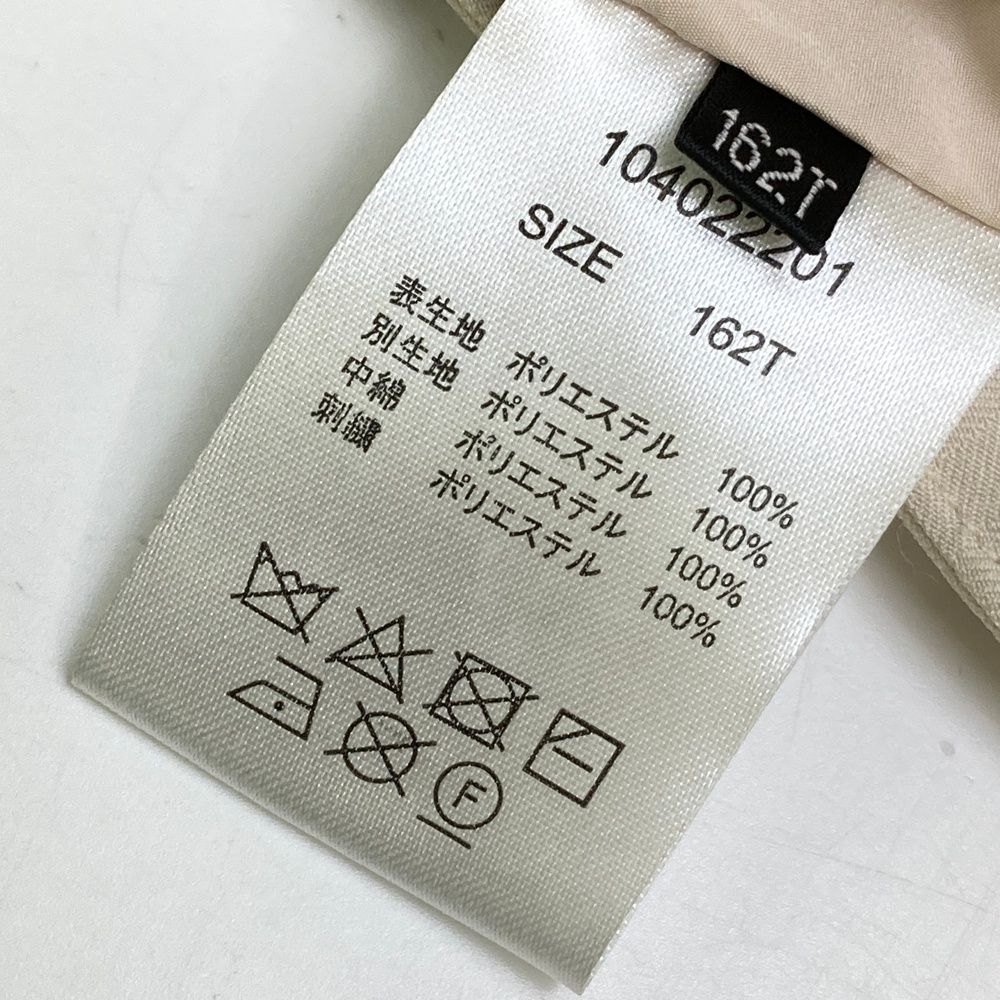 162T
104022201
SIZE 162T
表生地 ポリエステル 100%
別生地 ポリエステル 100%
中綿 ポリエステル 100%
刺繍 ポリエステル 100%
F